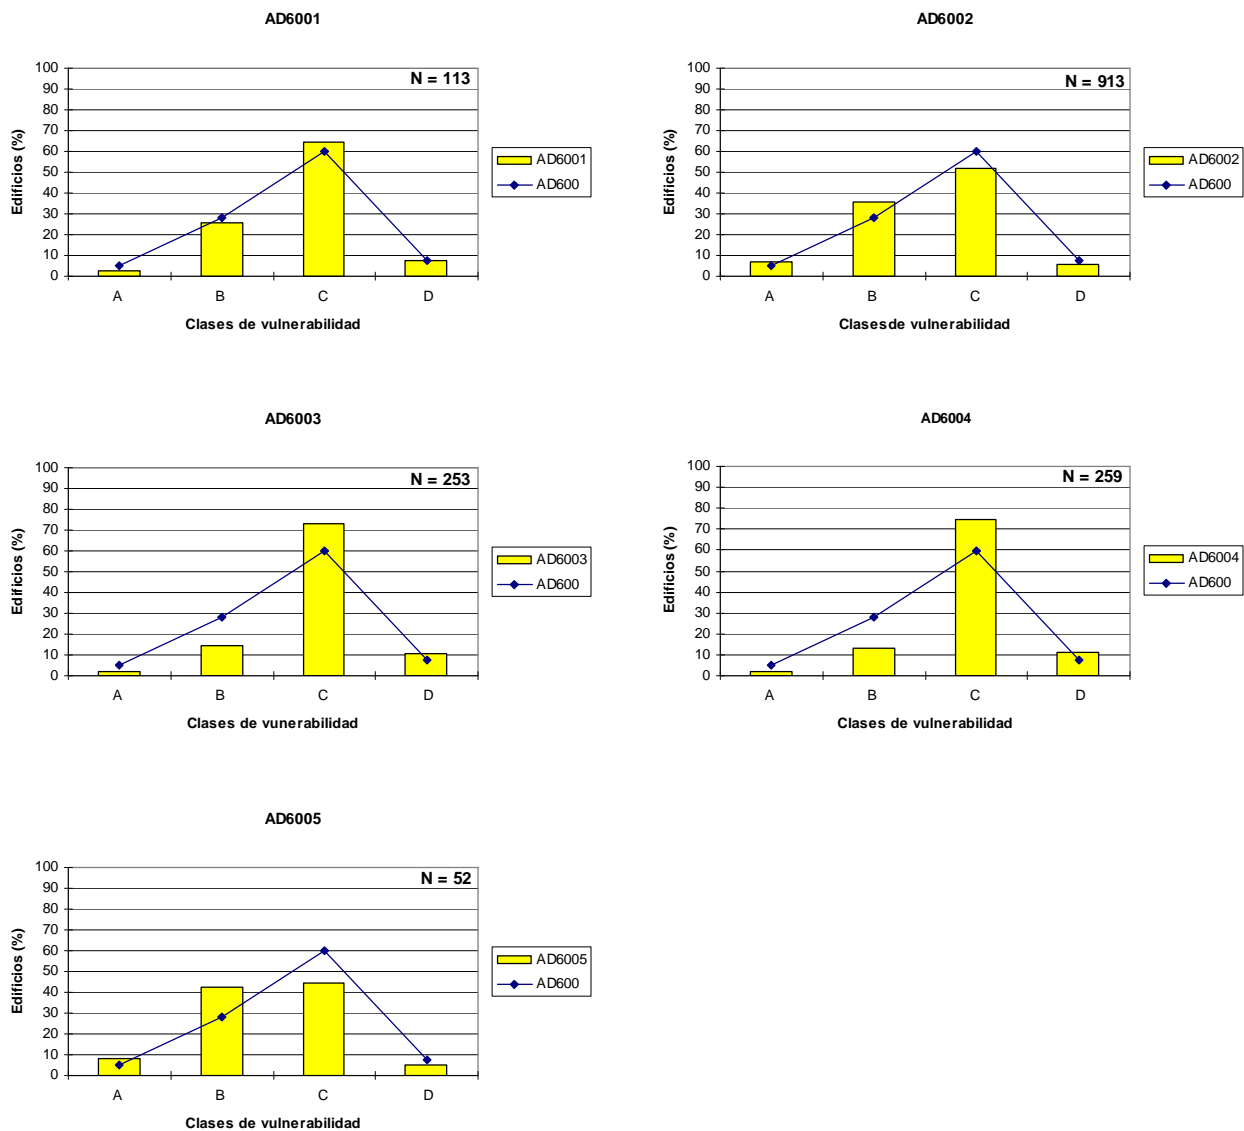 AD6001
N = 113
100
90
80
70
60
50
40
30
20
10
0
Edificios (%)
A B C D
Clases de vulnerabilidad
AD6001
AD600
AD6002
N = 913
100
90
80
70
60
50
40
30
20
10
0
Edificios (%)
A B C D
Clasesde vulnerabilidad
AD6002
AD600
AD6003
N = 253
100
90
80
70
60
50
40
30
20
10
0
Edificios (%)
A B C D
Clases de vunerabilidad
AD6003
AD600
AD6004
N = 259
100
90
80
70
60
50
40
30
20
10
0
Edificios (%)
A B C D
Clases de vulnerabilidad
AD6004
AD600
AD6005
N = 52
100
90
80
70
60
50
40
30
20
10
0
Edificios (%)
A B C D
Clases de vulnerabilidad
AD6005
AD600